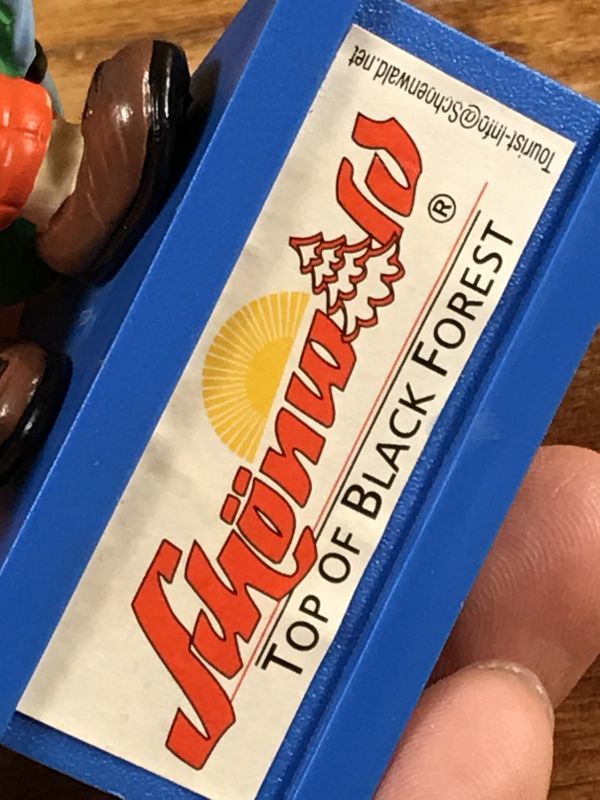 Schönwald ®
TOP OF BLACK FOREST
Tourist-Info@Schoenwald.net